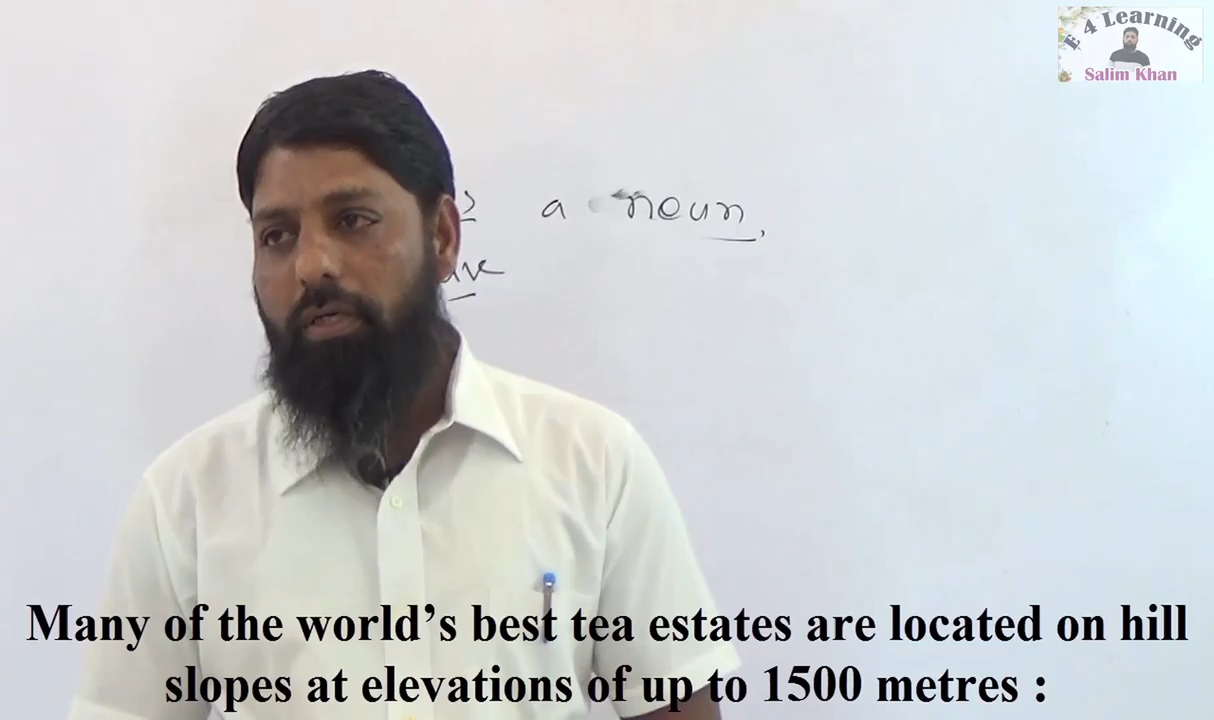 E 4 Learning
Salim Khan
a noun,
Many of the world's best tea estates are located on hill
slopes at elevations of up to 1500 metres :